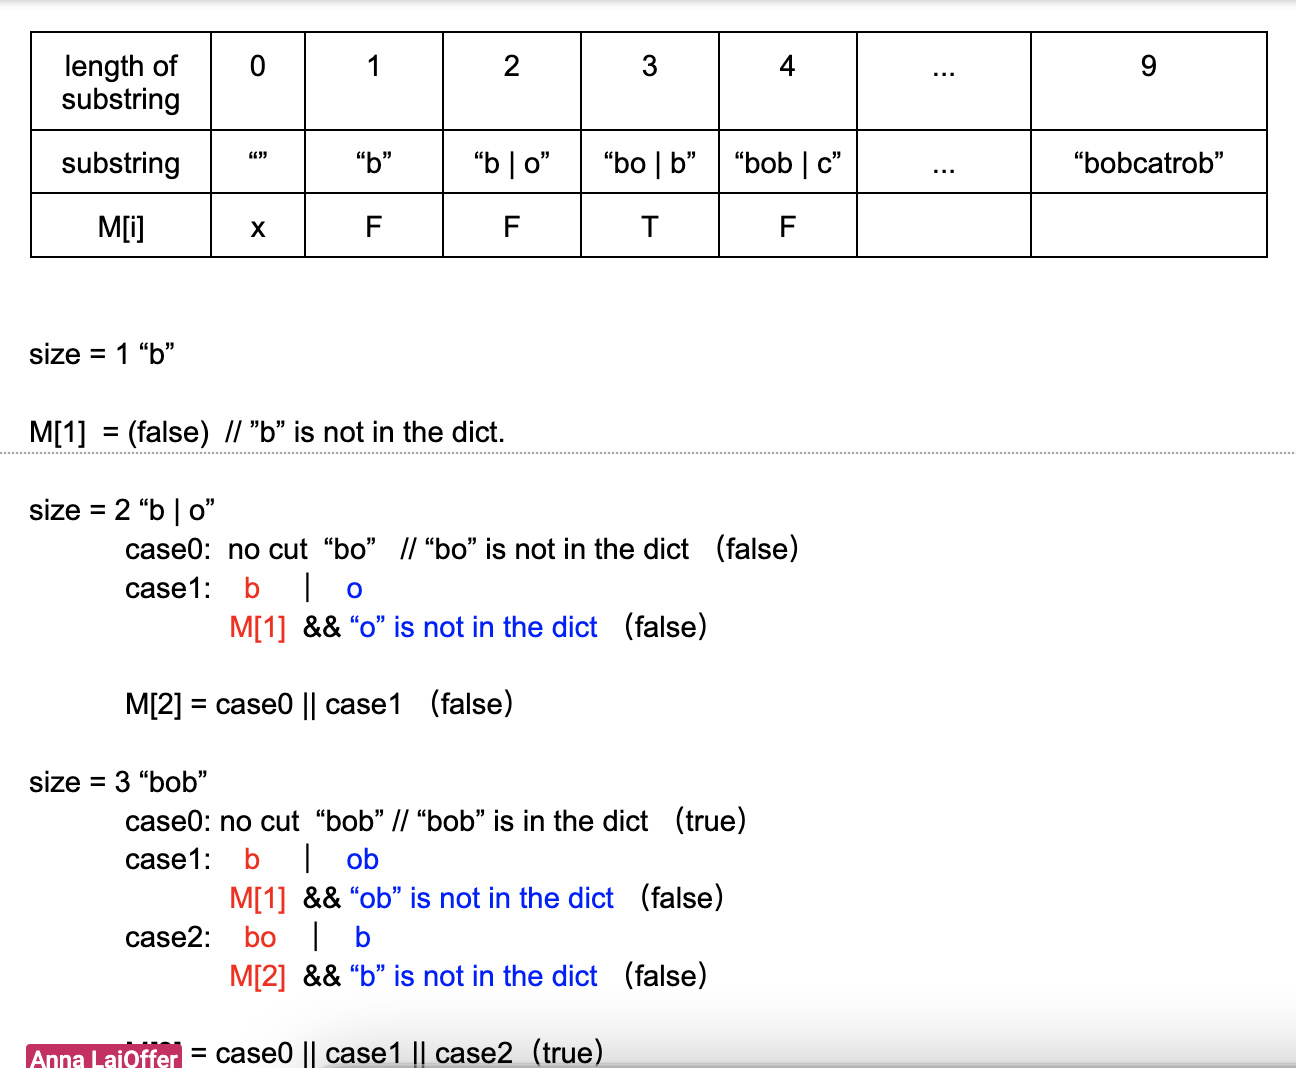 length of substring 0 1 2 3 4 ... 9
substring “” “b” “b | o” “bo | b” “bob | c” ... “bobcatrob”
M[i] x F F T F
size = 1 “b”
M[1] = (false) // ”b” is not in the dict.
size = 2 “b | o”
case0: no cut “bo” // “bo” is not in the dict (false)
case1: b | o
M[1] && “o” is not in the dict (false)
M[2] = case0 || case1 (false)
size = 3 “bob”
case0: no cut “bob” // “bob” is in the dict (true)
case1: b | ob
M[1] && “ob” is not in the dict (false)
case2: bo | b
M[2] && “b” is not in the dict (false)
= case0 || case1 || case2 (true)
Anna LaiOffer